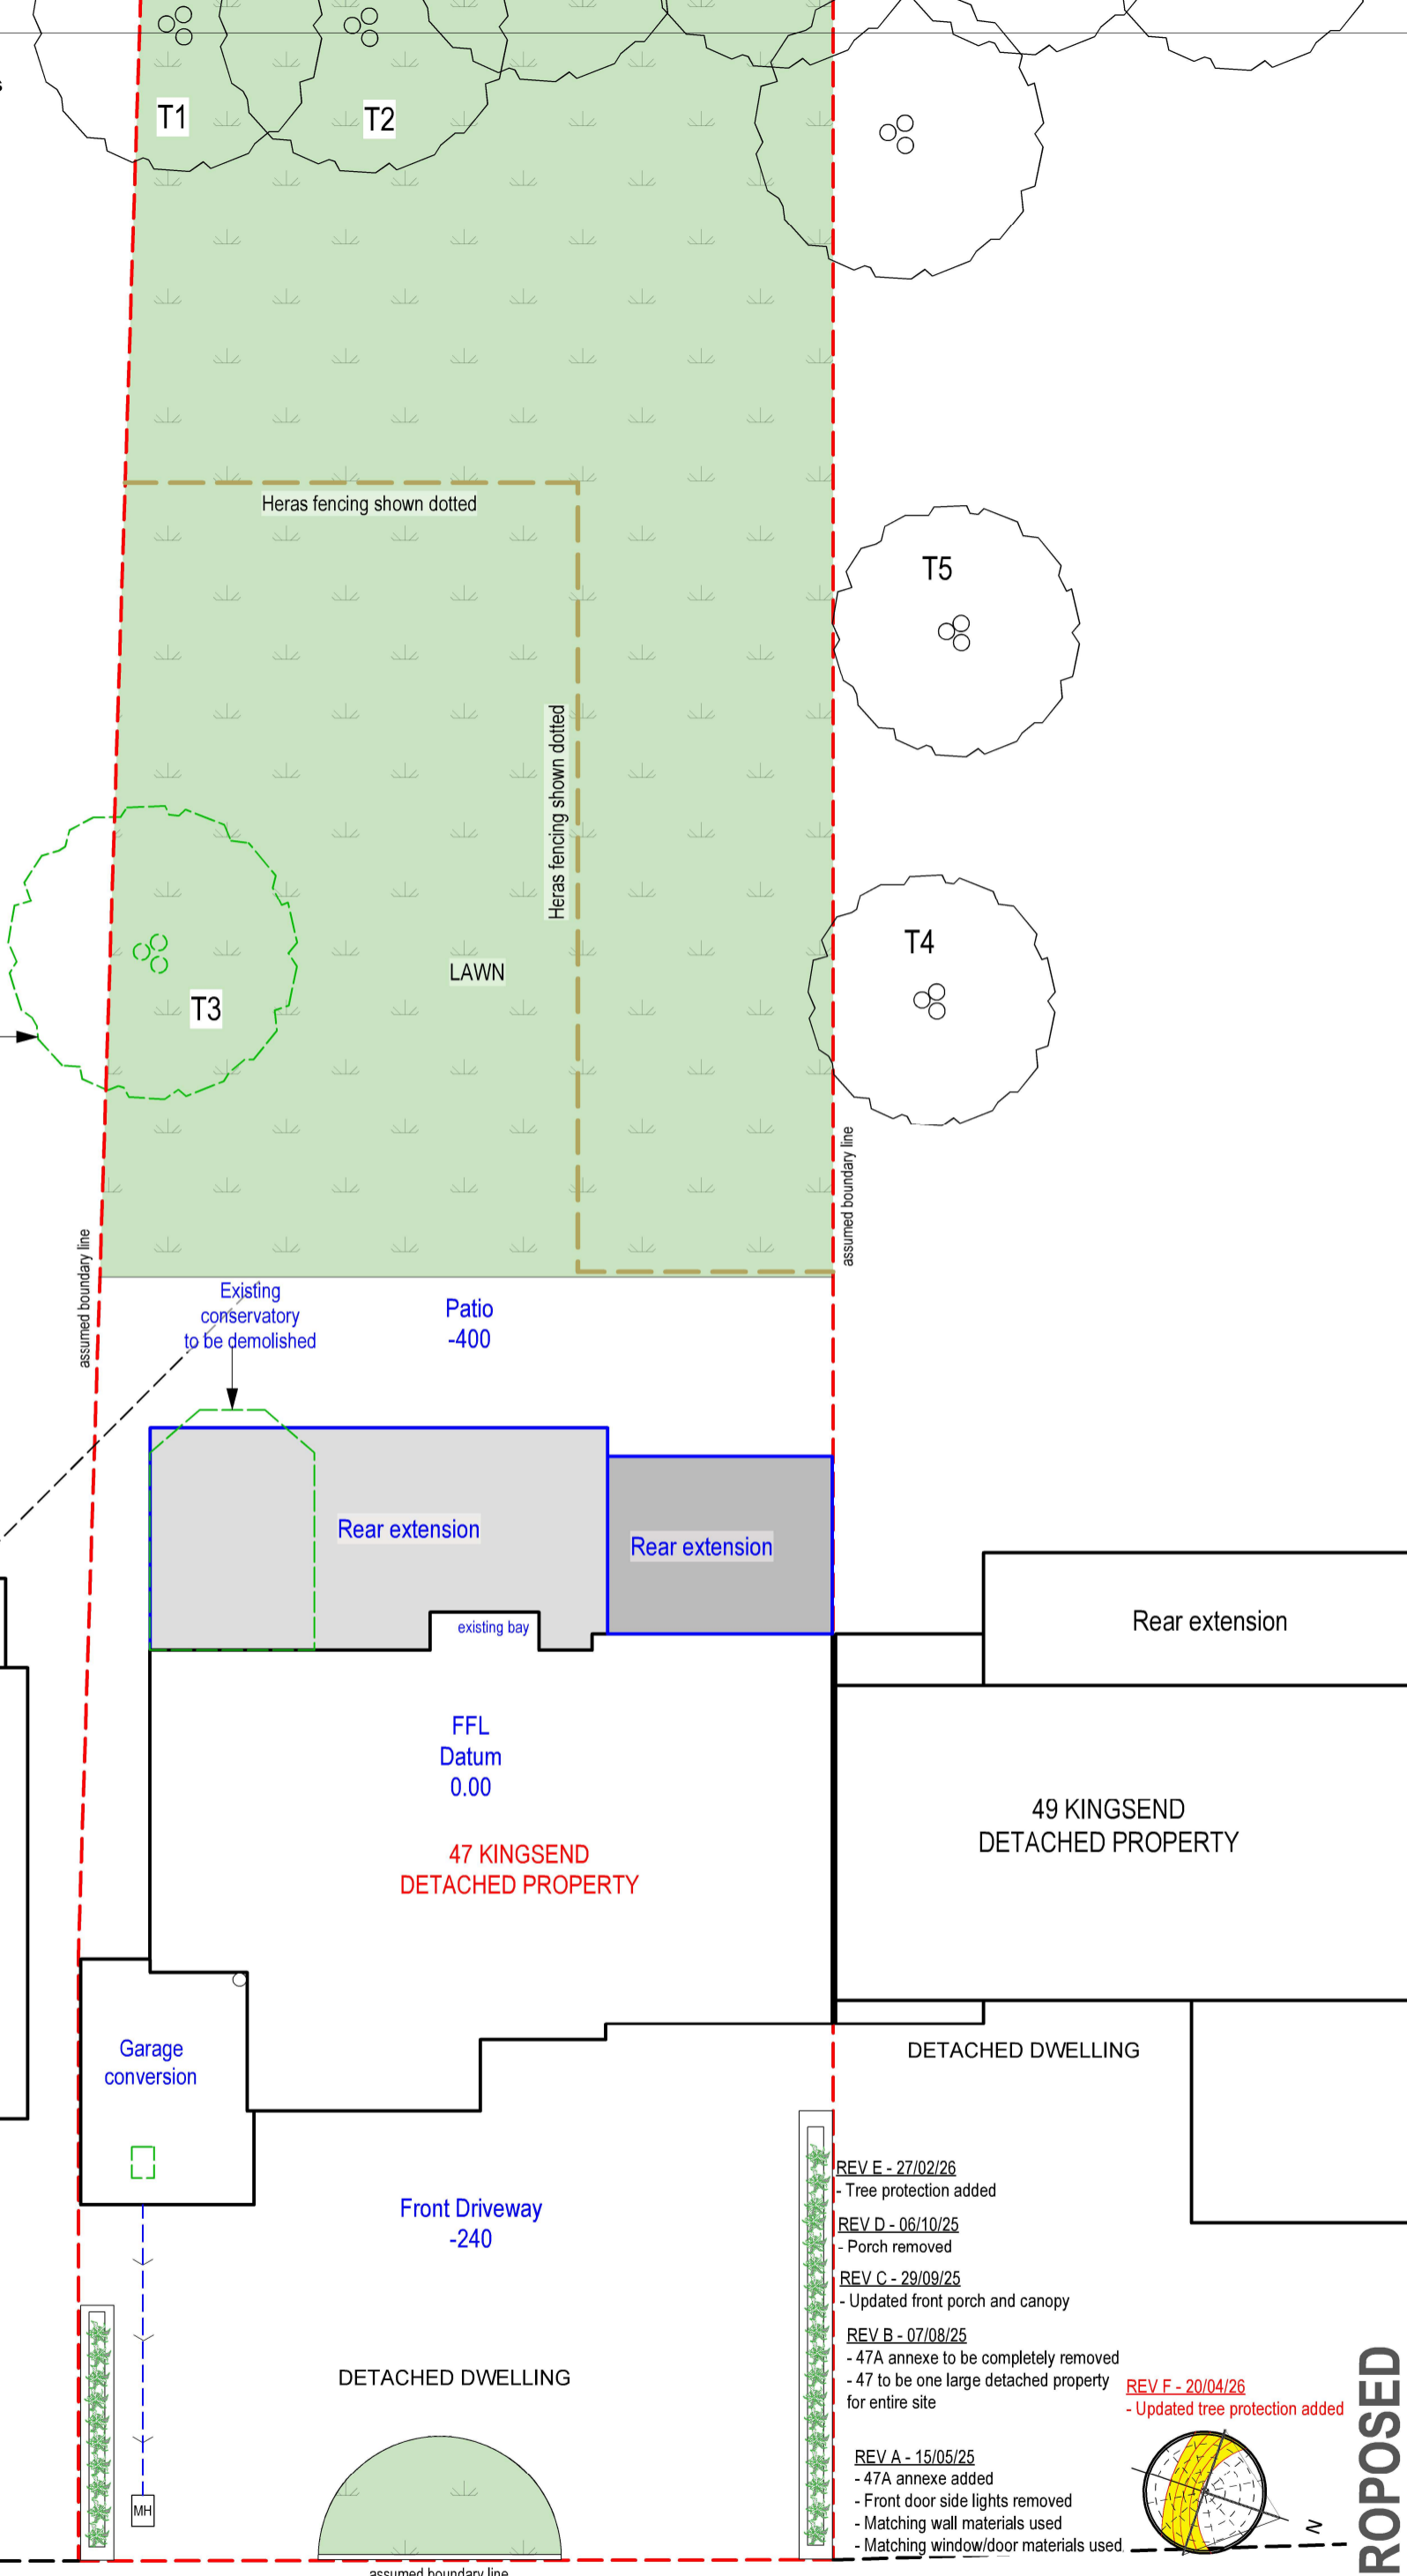 T1
T2
Heras fencing shown dotted
T5
Heras fencing shown dotted
T4
LAWN
T3
assumed boundary line
assumed boundary line
Existing
conservatory
to be demolished
Patio
-400
Rear extension
Rear extension
existing bay
Rear extension
FFL
Datum
0.00
47 KINGSEND
DETACHED PROPERTY
49 KINGSEND
DETACHED PROPERTY
Garage
conversion
DETACHED DWELLING
Front Driveway
-240
DETACHED DWELLING
MH
assumed boundary line
REV E - 27/02/26
- Tree protection added
REV D - 06/10/25
- Porch removed
REV C - 29/09/25
- Updated front porch and canopy
REV B - 07/08/25
- 47A annexe to be completely removed
- 47 to be one large detached property
for entire site
REV F - 20/04/26
- Updated tree protection added
REV A - 15/05/25
- 47A annexe added
- Front door side lights removed
- Matching wall materials used
- Matching window/door materials used
N
ROPOSED